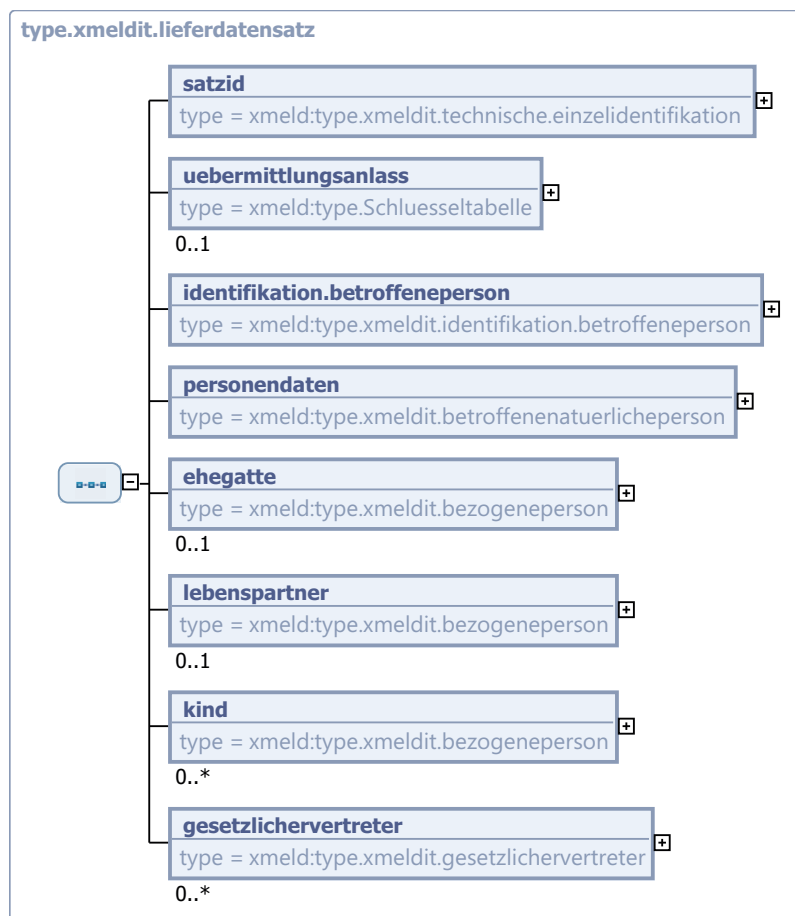 type.xmeldit.lieferdatensatz
satzid
type = xmeld:type.xmeldit.technische.einzelidentifikation
uebermittlungsanlass
type = xmeld:type.Schluesseltabelle
0..1
identifikation.betroffeneperson
type = xmeld:type.xmeldit.identifikation.betroffeneperson
personendaten
type = xmeld:type.xmeldit.betroffenenatuerlicheperson
ehegatte
type = xmeld:type.xmeldit.bezogeneperson
0..1
lebenspartner
type = xmeld:type.xmeldit.bezogeneperson
0..1
kind
type = xmeld:type.xmeldit.bezogeneperson
0..*
gesetzlichervertreter
type = xmeld:type.xmeldit.gesetzlichervertreter
0..*